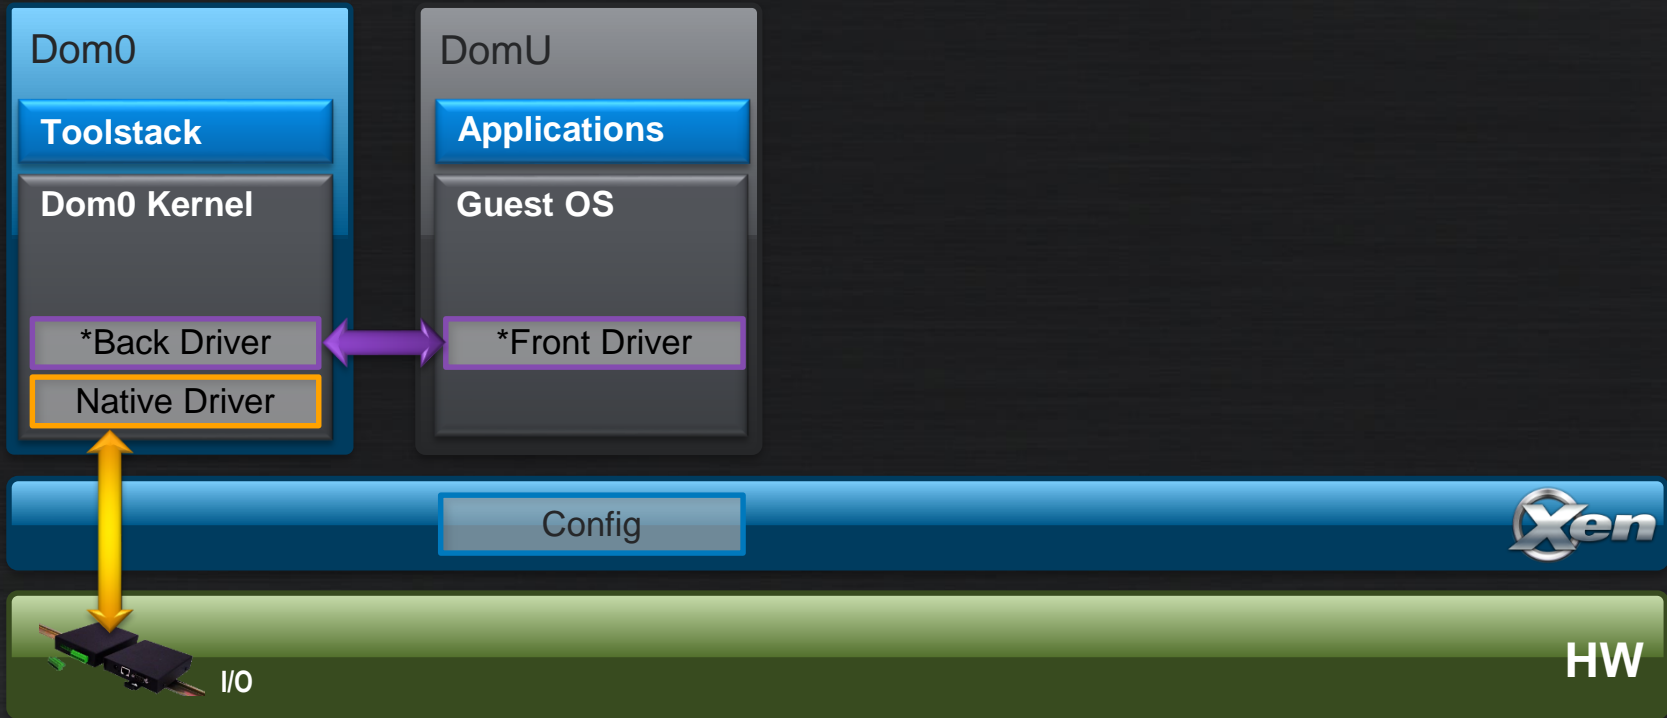 Dom0
Toolstack
Dom0 Kernel
*Back Driver
Native Driver
DomU
Applications
Guest OS
*Front Driver
Config
Xen
I/O
HW